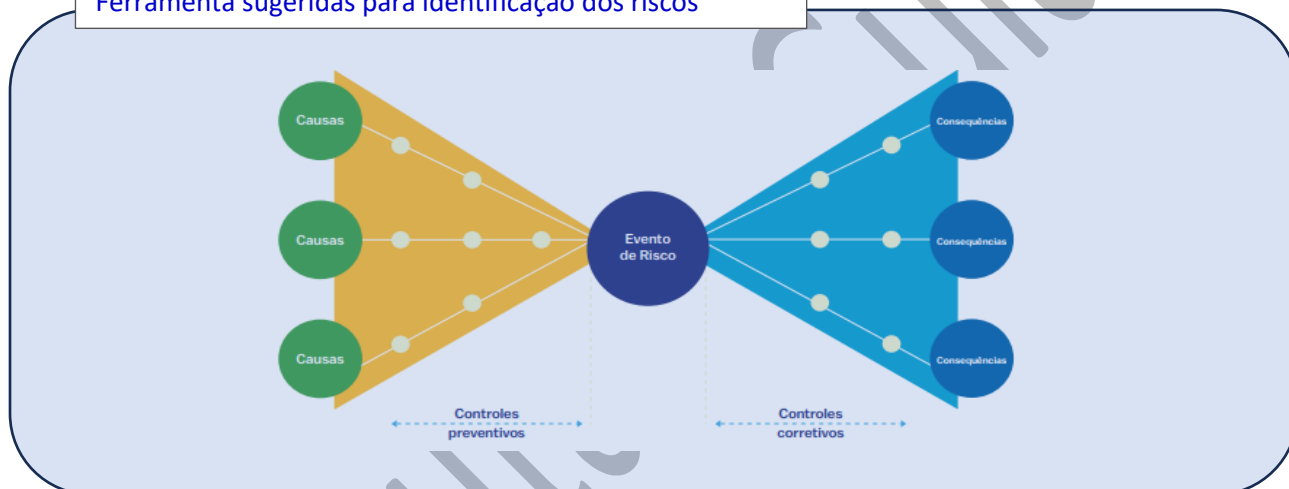 Ferramenta sugeridas para identificação dos riscos
Causas
Consequências
Causas
Evento
de Risco
Consequências
Causas
Consequências
Controles
preventivos
Controles
corretivos